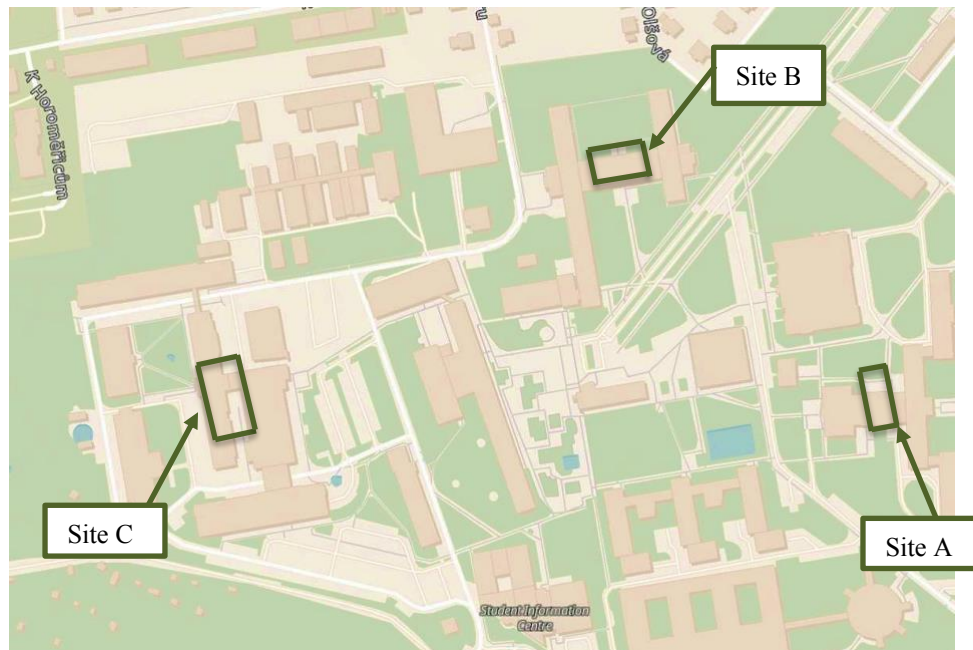 K Horoměřicům
Olšová
Site B
Site C
Site A
Student Information
Centre